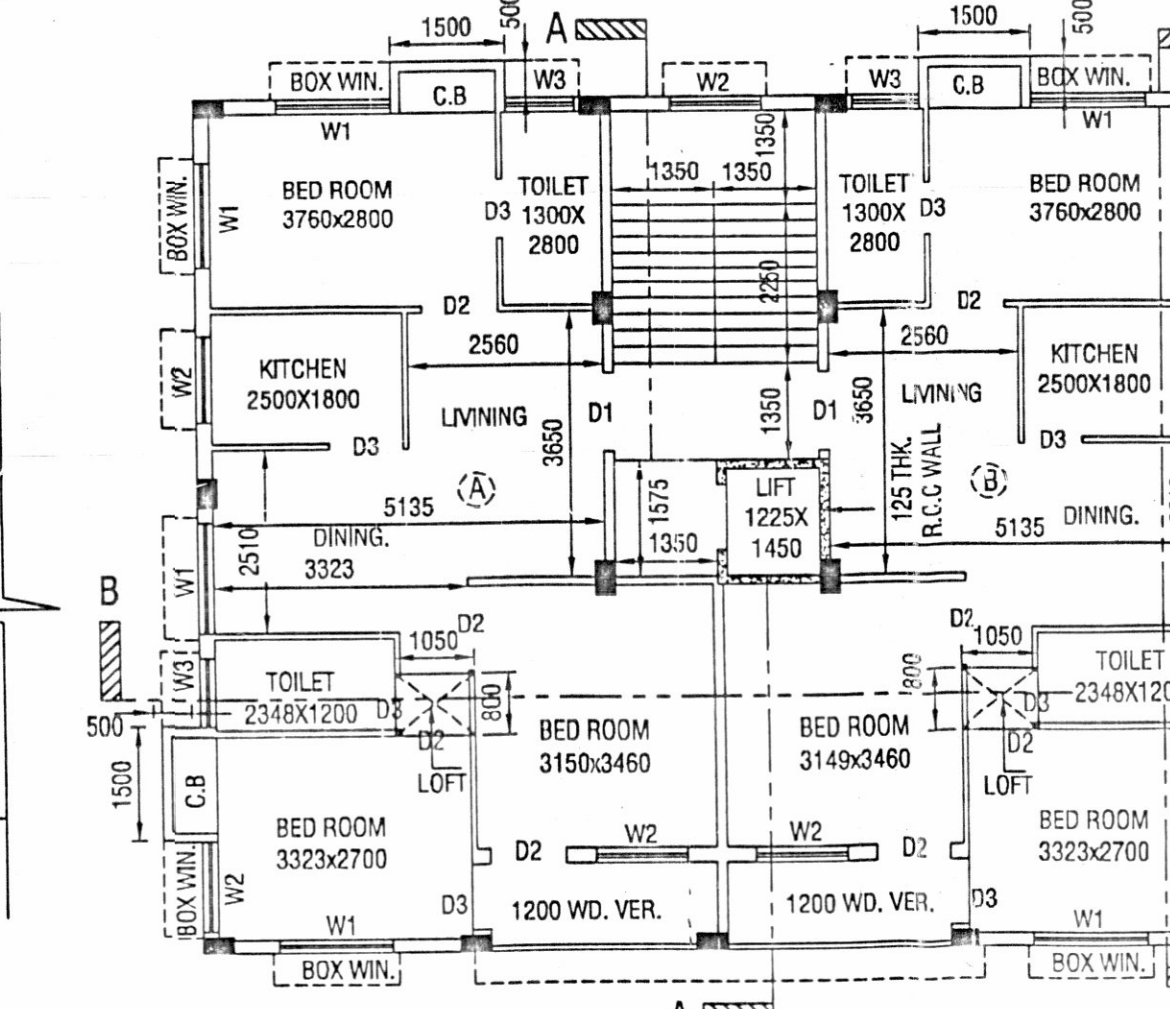 1500
500
A
1500
500
BOX WIN.
C.B
W3
W2
W3
C.B
BOX WIN.
W1
W1
1350
1350
1350
BED ROOM
3760x2800
TOILET
1300X
2800
D3
TOILET
1300X
2800
D3
BED ROOM
3760x2800
BOX WIN.
W1
2250
D2
D2
2560
2560
W2
KITCHEN
2500X1800
LIVINING
D1
D1
LIVINING
KITCHEN
2500X1800
3650
1350
3650
D3
D3
A
B
5135
DINING.
3323
2510
1575
1350
LIFT
1225X
1450
125 THK.
R.C.C WALL
5135
DINING.
W1
B
D2
1050
D2
1050
W3
TOILET
2348X1200
D3
800
800
D3
TOILET
2348X120
500
D2
LOFT
BED ROOM
3150x3460
BED ROOM
3149x3460
D2
LOFT
1500
C.B
BED ROOM
3323x2700
BED ROOM
3323x2700
D2
W2
W2
D2
BOX WIN.
W2
W1
D3
1200 WD. VER.
1200 WD. VER.
D3
W1
BOX WIN.
BOX WIN.
A